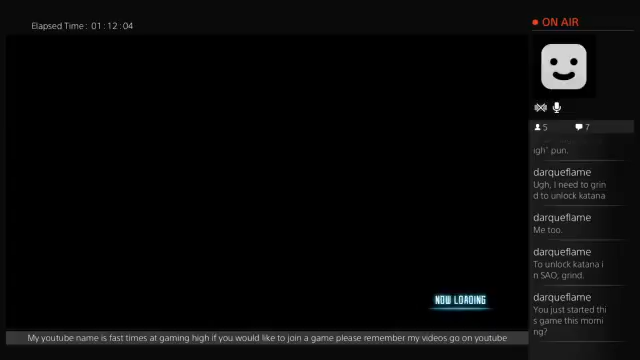 Elapsed Time : 01:12:04
ON AIR
5 7
igh" pun.
darqueflame
Ugh, I need to grin
d to unlock katana
darqueflame
Me too.
darqueflame
To unlock katana i
n SAO, grind.
darqueflame
You just started thi
s game this morni
ng?
NOW LOADING
My youtube name is fast times at gaming high if you would like to join a game please remember my videos go on youtube